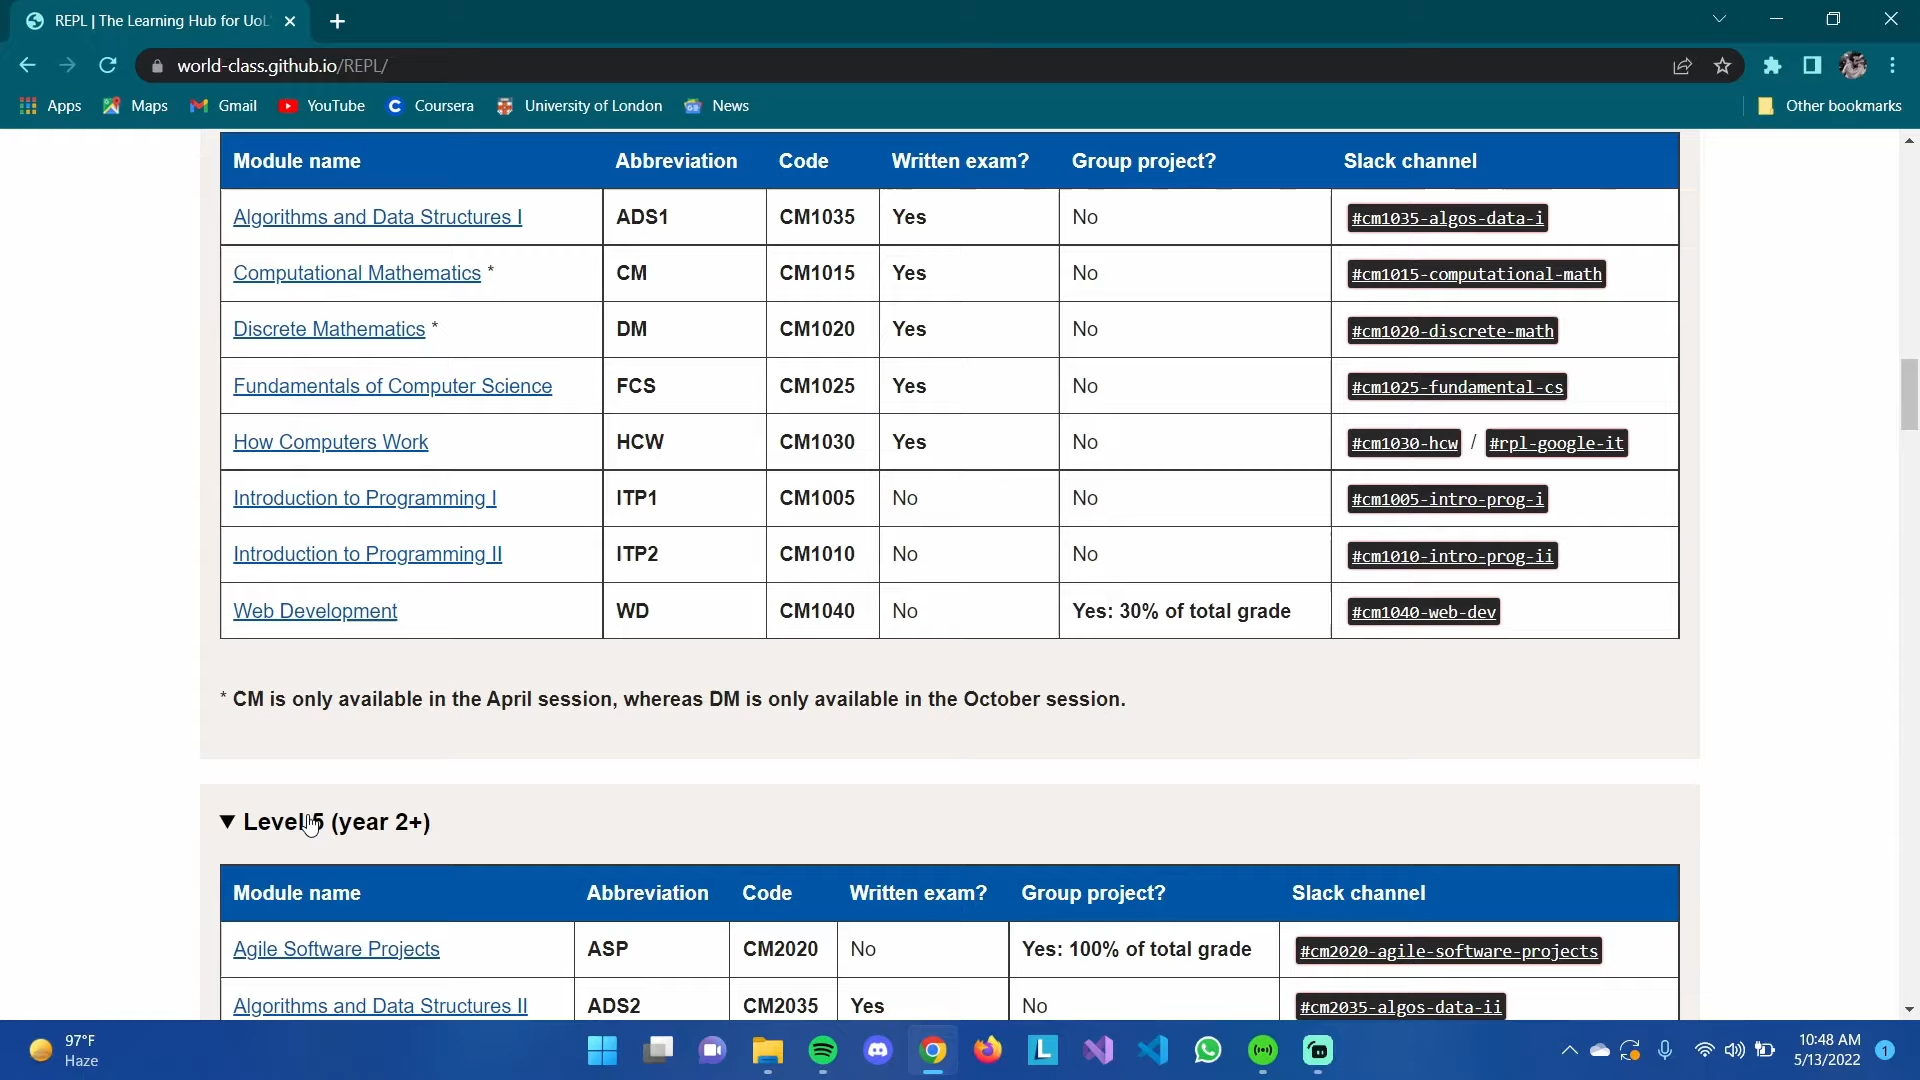 REPL | The Learning Hub for UoL
world-class.github.io/REPL/
Apps Maps Gmail YouTube Coursera University of London News Other bookmarks
Module name Abbreviation Code Written exam? Group project? Slack channel
Algorithms and Data Structures I ADS1 CM1035 Yes No #cm1035-algos-data-i
Computational Mathematics * CM CM1015 Yes No #cm1015-computational-math
Discrete Mathematics * DM CM1020 Yes No #cm1020-discrete-math
Fundamentals of Computer Science FCS CM1025 Yes No #cm1025-fundamental-cs
How Computers Work HCW CM1030 Yes No #cm1030-hcw / #rpl-google-it
Introduction to Programming I ITP1 CM1005 No No #cm1005-intro-prog-i
Introduction to Programming II ITP2 CM1010 No No #cm1010-intro-prog-ii
Web Development WD CM1040 No Yes: 30% of total grade #cm1040-web-dev
* CM is only available in the April session, whereas DM is only available in the October session.
Level 5 (year 2+)
Module name Abbreviation Code Written exam? Group project? Slack channel
Agile Software Projects ASP CM2020 No Yes: 100% of total grade #cm2020-agile-software-projects
Algorithms and Data Structures II ADS2 CM2035 Yes No #cm2035-algos-data-ii
97°F
Haze
10:48 AM
5/13/2022
1